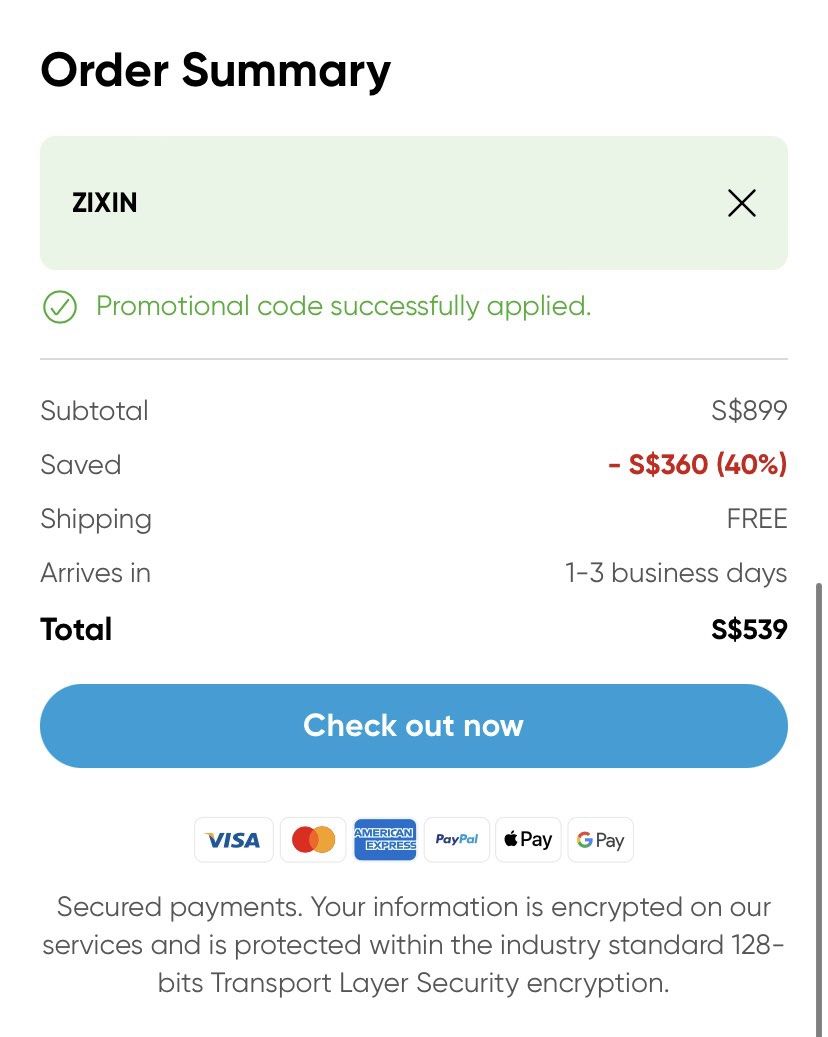 Order Summary
ZIXIN
Promotional code successfully applied.
Subtotal S$899
Saved - S$360 (40%)
Shipping FREE
Arrives in 1-3 business days
Total S$539
Check out now
VISA AMERICAN EXPRESS PayPal Pay G Pay
Secured payments. Your information is encrypted on our
services and is protected within the industry standard 128-
bits Transport Layer Security encryption.